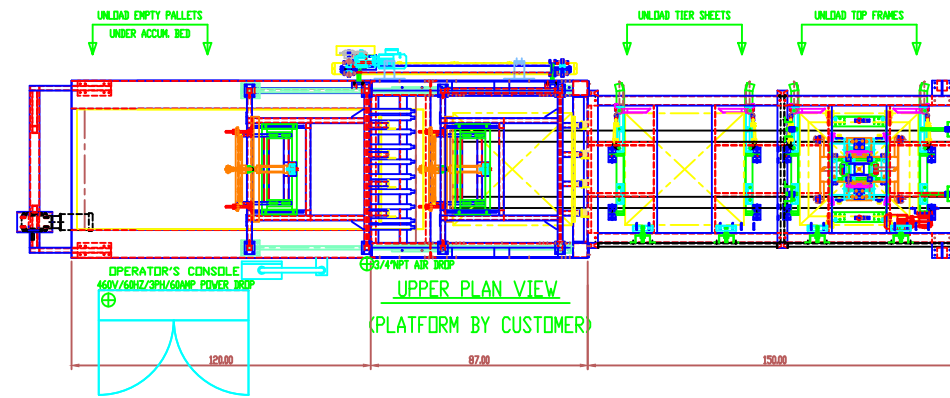 UNLOAD EMPTY PALLETS
UNDER ACCUM. BED
UNLOAD TIER SHEETS
UNLOAD TOP FRAMES
3/4"NPT AIR DROP
OPERATOR'S CONSOLE
460V/60HZ/3PH/60AMP POWER DROP
UPPER PLAN VIEW
(PLATFORM BY CUSTOMER)
120.00
87.00
150.00